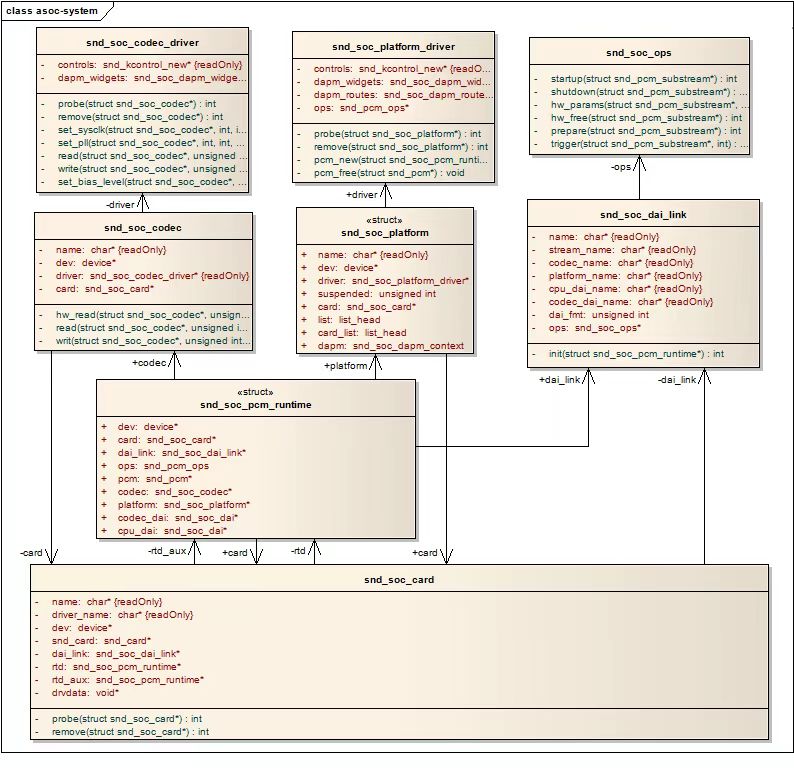 class asoc-system
snd_soc_codec_driver
- controls: snd_kcontrol_new* {readOnly}
- dapm_widgets: snd_soc_dapm_widge...
- probe(struct snd_soc_codec*) : int
- remove(struct snd_soc_codec*) : int
- set_sysclk(struct snd_soc_codec*, int, i...
- set_pll(struct snd_soc_codec*, int, int, ...
- read(struct snd_soc_codec*, unsigned ...
- write(struct snd_soc_codec*, unsigned ...
- set_bias_level(struct snd_soc_codec*, ...
snd_soc_platform_driver
- controls: snd_kcontrol_new* {readO...
- dapm_widgets: snd_soc_dapm_wid...
- dapm_routes: snd_soc_dapm_route...
- ops: snd_pcm_ops*
- probe(struct snd_soc_platform*) : int
- remove(struct snd_soc_platform*) : int
- pcm_new(struct snd_soc_pcm_runti...
- pcm_free(struct snd_pcm*) : void
snd_soc_ops
- startup(struct snd_pcm_substream*) : int
- shutdown(struct snd_pcm_substream*) : ...
- hw_params(struct snd_pcm_substream*, ...
- hw_free(struct snd_pcm_substream*) : int
- prepare(struct snd_pcm_substream*) : int
- trigger(struct snd_pcm_substream*, int) : ...
-driver
+driver
-ops
snd_soc_codec
- name: char* {readOnly}
- dev: device*
- driver: snd_soc_codec_driver* {readOnly}
- card: snd_soc_card*
- hw_read(struct snd_soc_codec*, unsign...
- read(struct snd_soc_codec*, unsigned i...
- writ(struct snd_soc_codec*, unsigned int...
«struct»
snd_soc_platform
+ name: char* {readOnly}
+ dev: device*
+ driver: snd_soc_platform_driver*
+ suspended: unsigned int
+ card: snd_soc_card*
+ list: list_head
+ card_list: list_head
+ dapm: snd_soc_dapm_context
snd_soc_dai_link
- name: char* {readOnly}
- stream_name: char* {readOnly}
- codec_name: char* {readOnly}
- platform_name: char* {readOnly}
- cpu_dai_name: char* {readOnly}
- codec_dai_name: char* {readOnly}
- dai_fmt: unsigned int
- ops: snd_soc_ops*
- init(struct snd_soc_pcm_runtime*) : int
+codec
+platform
+dai_link
-dai_link
«struct»
snd_soc_pcm_runtime
+ dev: device*
+ card: snd_soc_card*
+ dai_link: snd_soc_dai_link*
+ ops: snd_pcm_ops
+ pcm: snd_pcm*
+ codec: snd_soc_codec*
+ platform: snd_soc_platform*
+ codec_dai: snd_soc_dai*
+ cpu_dai: snd_soc_dai*
-card
-rtd_aux
+card
-rtd
+card
snd_soc_card
- name: char* {readOnly}
- driver_name: char* {readOnly}
- dev: device*
- snd_card: snd_card*
- dai_link: snd_soc_dai_link*
- rtd: snd_soc_pcm_runtime*
- rtd_aux: snd_soc_pcm_runtime*
- drvdata: void*
- probe(struct snd_soc_card*) : int
- remove(struct snd_soc_card*) : int